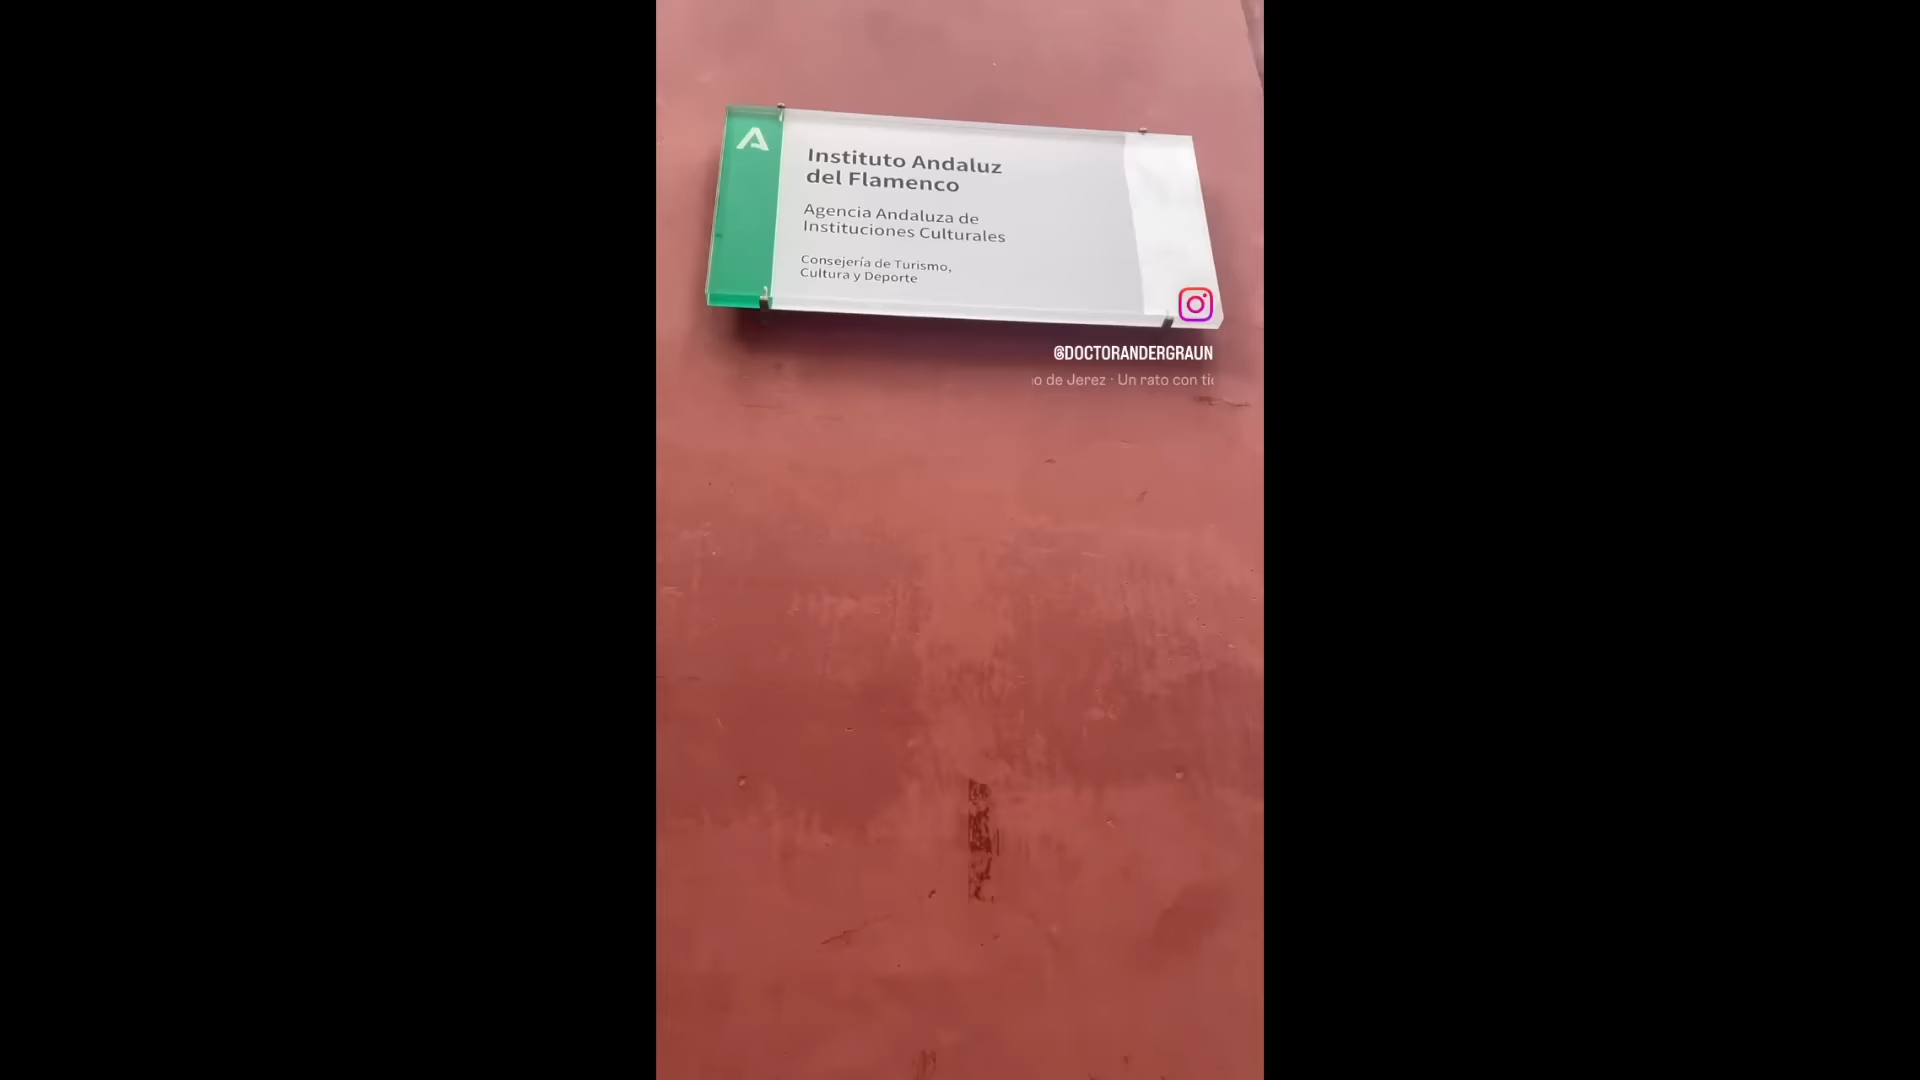 Instituto Andaluz
del Flamenco
Agencia Andaluza de
Instituciones Culturales
Consejería de Turismo,
Cultura y Deporte
@DOCTORANDERGRAUN
de Jerez · Un rato con